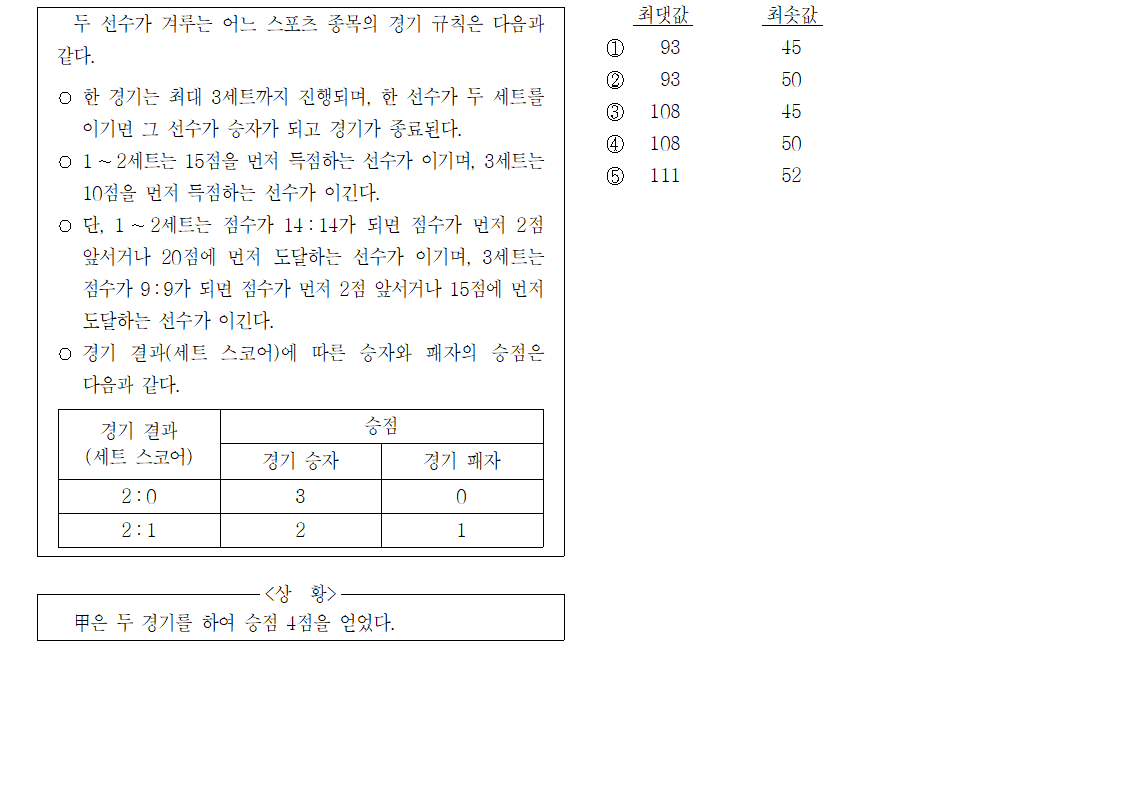 두 선수가 겨루는 어느 스포츠 종목의 경기 규칙은 다음과
같다.
○ 한 경기는 최대 3세트까지 진행되며, 한 선수가 두 세트를
이기면 그 선수가 승자가 되고 경기가 종료된다.
○ 1 ~ 2세트는 15점을 먼저 득점하는 선수가 이기며, 3세트는
10점을 먼저 득점하는 선수가 이긴다.
○ 단, 1 ~ 2세트는 점수가 14 : 14가 되면 점수가 먼저 2점
앞서거나 20점에 먼저 도달하는 선수가 이기며, 3세트는
점수가 9 : 9가 되면 점수가 먼저 2점 앞서거나 15점에 먼저
도달하는 선수가 이긴다.
○ 경기 결과(세트 스코어)에 따른 승자와 패자의 승점은
다음과 같다.
경기 결과
(세트 스코어)
승점
경기 승자 경기 패자
2 : 0 3 0
2 : 1 2 1
<상 황>
甲은 두 경기를 하여 승점 4점을 얻었다.
최댓값 최솟값
① 93 45
② 93 50
③ 108 45
④ 108 50
⑤ 111 52